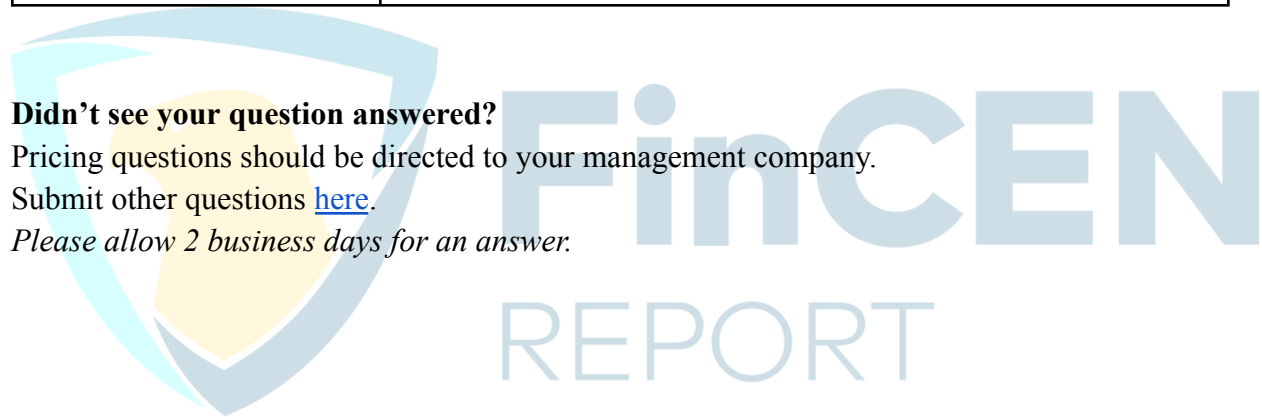 Didn’t see your question answered?
Pricing questions should be directed to your management company.
Submit other questions here.
Please allow 2 business days for an answer.
FinCEN
REPORT